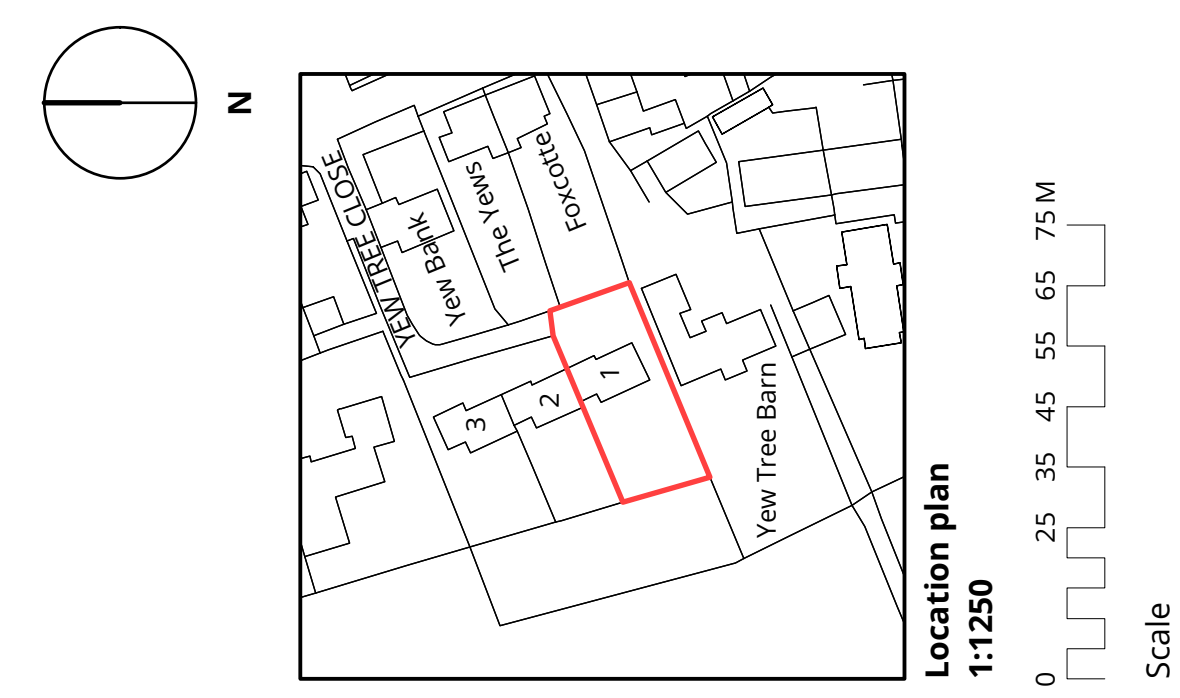 N
YEW TREE CLOSE
Yew Bank
The Yews
Foxcotte
3
2
1
Yew Tree Barn
Location plan
1:1250
0 25 35 45 55 65 75 M
Scale